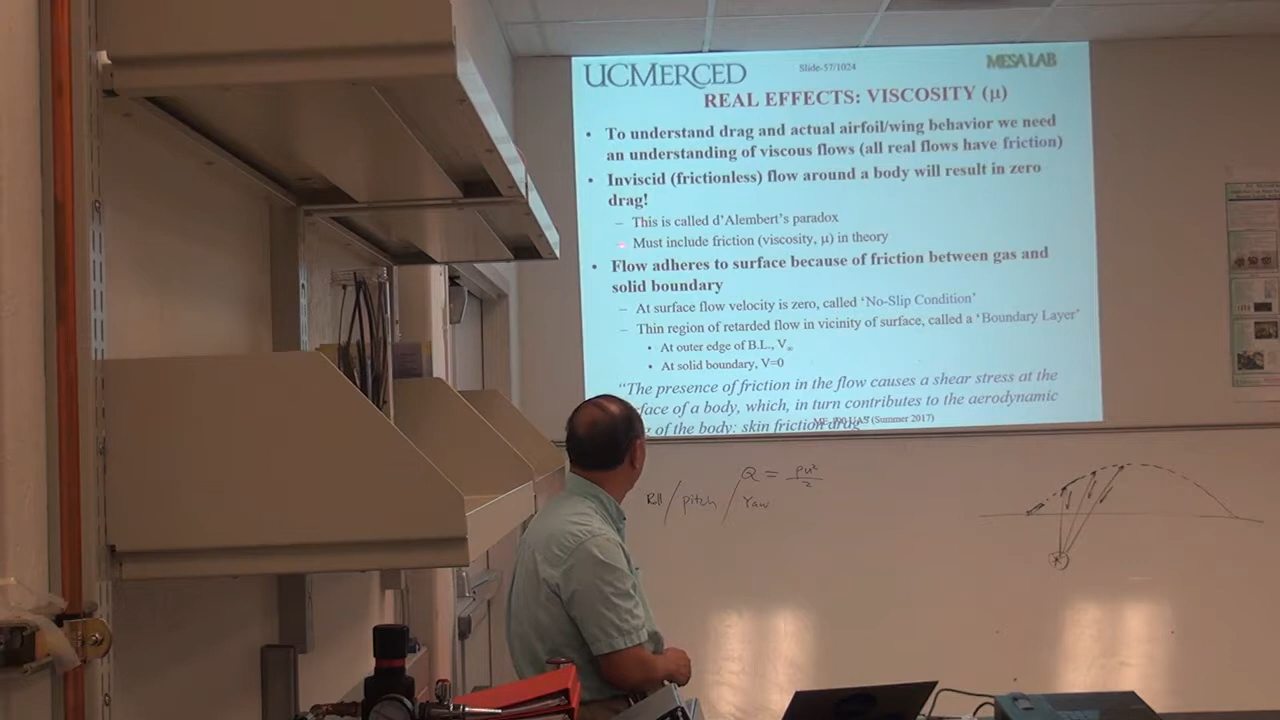 UCMERCED
Slide-57/1024
MESA LAB
REAL EFFECTS: VISCOSITY (μ)
• To understand drag and actual airfoil/wing behavior we need
an understanding of viscous flows (all real flows have friction)
• Inviscid (frictionless) flow around a body will result in zero
drag!
– This is called d’Alembert’s paradox
– Must include friction (viscosity, μ) in theory
• Flow adheres to surface because of friction between gas and
solid boundary
– At surface flow velocity is zero, called ‘No-Slip Condition’
– Thin region of retarded flow in vicinity of surface, called a ‘Boundary Layer’
• At outer edge of B.L., V∞
• At solid boundary, V=0
“The presence of friction in the flow causes a shear stress at the
face of a body, which, in turn contributes to the aerodynamic
of the body: skin friction drag”
UAS (Summer 2017)
Q = ρu²/2
Roll / pitch / Yaw